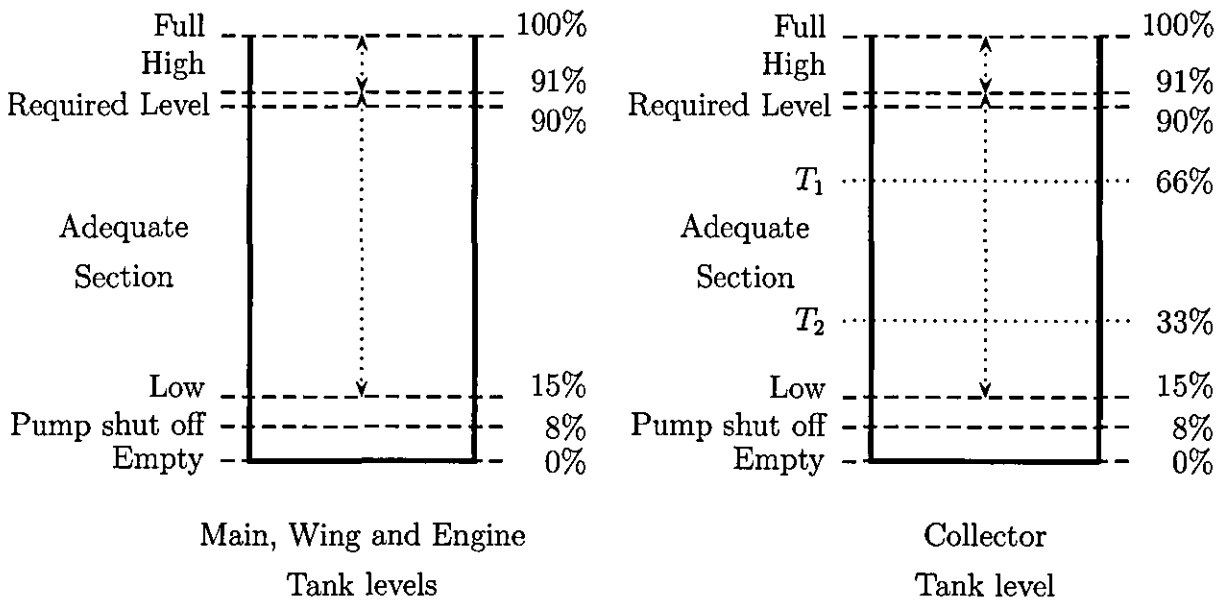 Full 100%
High
91%
Required Level
90%
Adequate
Section
Low 15%
Pump shut off 8%
Empty 0%
Main, Wing and Engine
Tank levels
Full 100%
High
91%
Required Level
90%
T₁ 66%
Adequate
Section
T₂ 33%
Low 15%
Pump shut off 8%
Empty 0%
Collector
Tank level